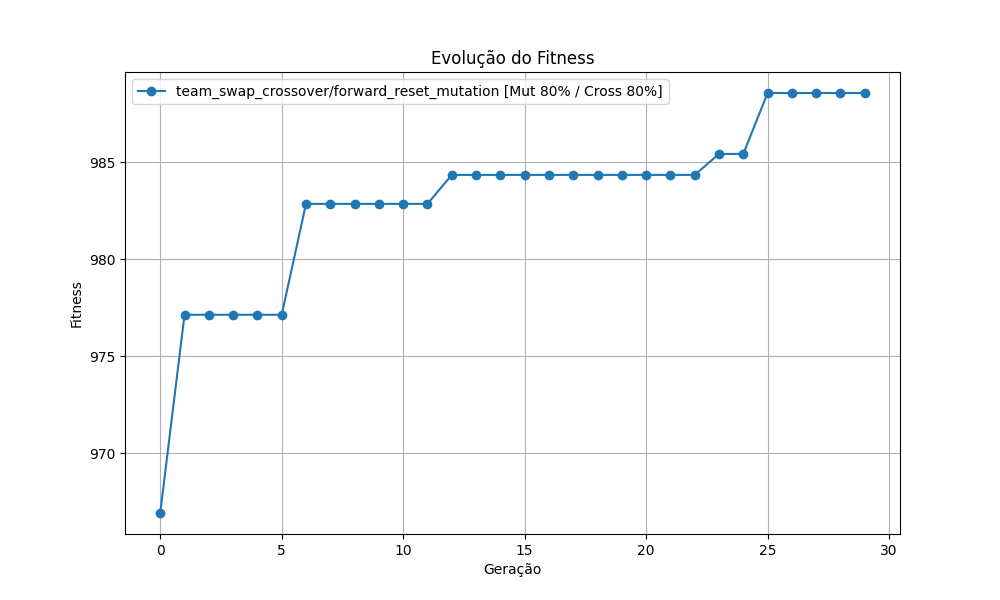 Evolução do Fitness
team_swap_crossover/forward_reset_mutation [Mut 80% / Cross 80%]
Fitness
985
980
975
970
0 5 10 15 20 25 30
Geração